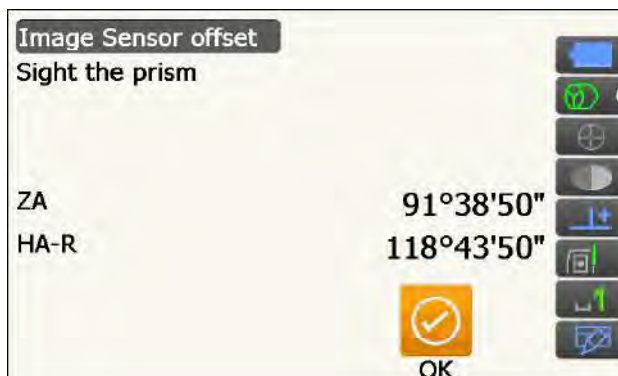 Image Sensor offset
Sight the prism
ZA 91°38'50"
HA-R 118°43'50"
OK